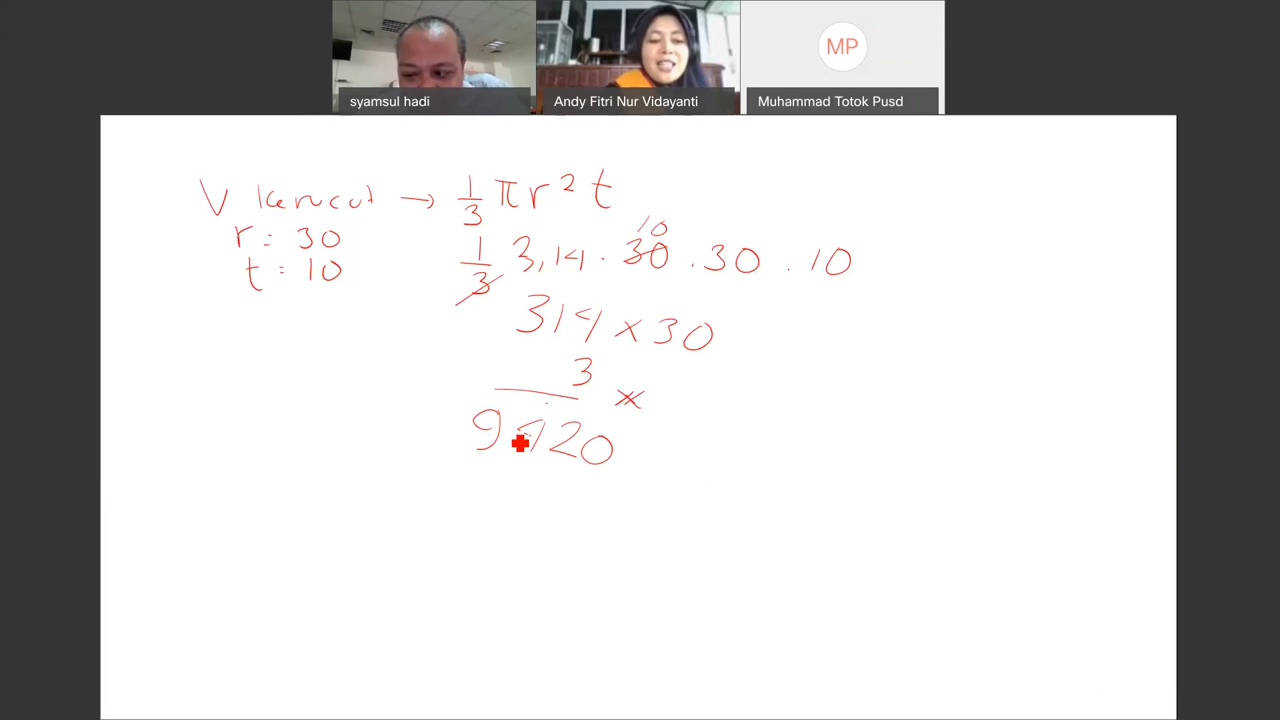 syamsul hadi
Andy Fitri Nur Vidayanti
MP
Muhammad Totok Pusd
V kerucut → 1/3 π r² t
r = 30
t = 10
1/3 3,14 . 30 . 30 . 10
10
314 x 30
3
x
9420